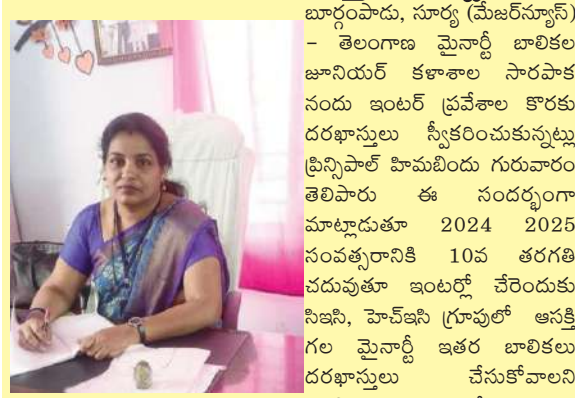 బూర్గంపాడు, సూర్య (మేజర్‌న్యూస్)
– తెలంగాణ మైనార్టీ బాలికల
జూనియర్ కళాశాల సారపాక
నందు ఇంటర్ ప్రవేశాల కొరకు
దరఖాస్తులు స్వీకరించుకున్నట్లు
ప్రిన్సిపాల్ హిమబిందు గురువారం
తెలిపారు ఈ సందర్భంగా
మాట్లాడుతూ 2024 2025
సంవత్సరానికి 10వ తరగతి
చదువుతూ ఇంటర్లో చేరెందుకు
సిఇసి, హెచ్ఇసి గ్రూపులో ఆసక్తి
గల మైనార్టీ ఇతర బాలికలు
దరఖాస్తులు చేసుకోవాలని